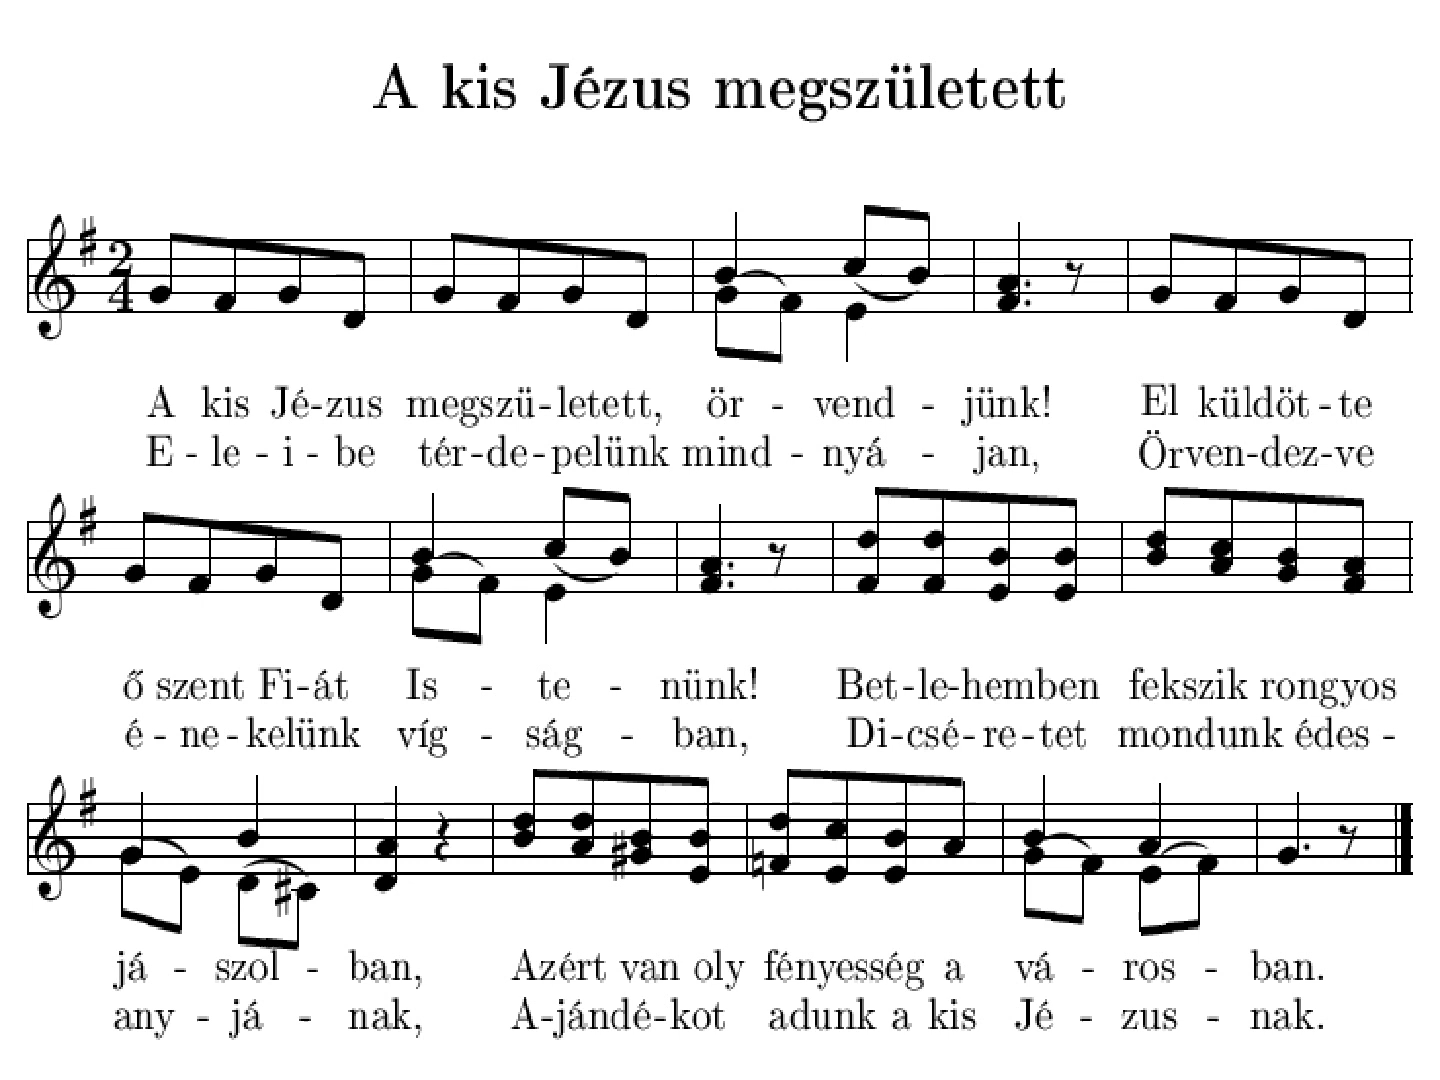 A kis Jézus megszületett
2
4
A kis Jé-zus megszü-letett, ör - vend - jünk! El küldöt-te
E - le - i - be tér-de-pelünk mind - nyá - jan, Örven-dez-ve
ő szent Fi-át Is - te - nünk! Bet-le-hemben fekszik rongyos
é - ne-kelünk víg - ság - ban, Di-csé-re-tet mondunk édes-
já - szol - ban, Azért van oly fényesség a vá - ros - ban.
any - já - nak, A-jándé-kot adunk a kis Jé - zus - nak.